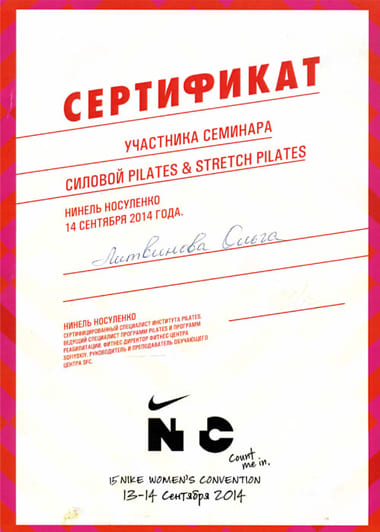 СЕРТИФИКАТ
УЧАСТНИКА СЕМИНАРА
СИЛОВОЙ PILATES & STRETCH PILATES
НИНЕЛЬ НОСУЛЕНКО
14 СЕНТЯБРЯ 2014 ГОДА.
Литвинова Ольга
НИНЕЛЬ НОСУЛЕНКО
СЕРТИФИЦИРОВАННЫЙ СПЕЦИАЛИСТ ИНСТИТУТА PILATES.
ВЕДУЩИЙ СПЕЦИАЛИСТ ПРОГРАММ PILATES И ПРОГРАММ
РЕАБИЛИТАЦИИ. ФИТНЕС ДИРЕКТОР ФИТНЕС ЦЕНТРА
РУКОВОДИТЕЛЬ И ПРЕПОДАВАТЕЛЬ ОБУЧАЮЩЕГО
ЦЕНТРА SFC.
N C
Count
me in.
15 NIKE WOMEN'S CONVENTION
13-14 Сентября 2014